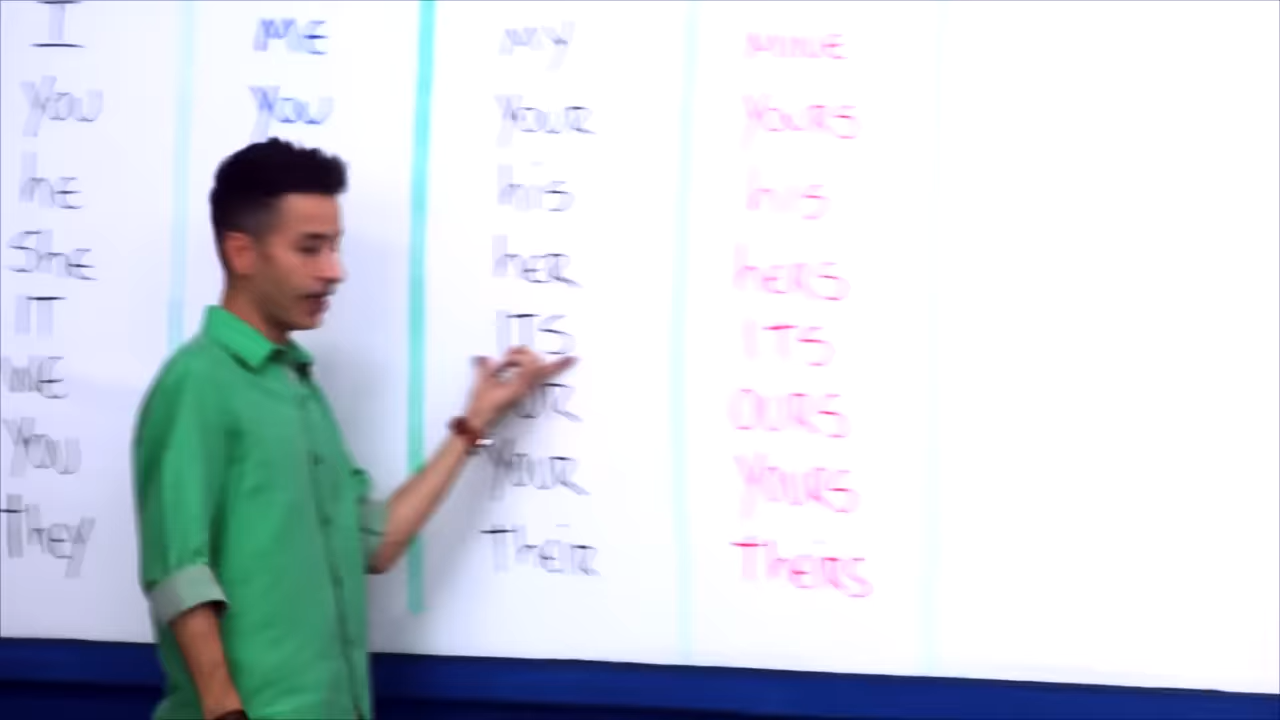 I ME MY MINE
You You Your Yours
he his his
She her hers
IT ITS ITS
WE OURS
You Your Yours
They Their Theirs